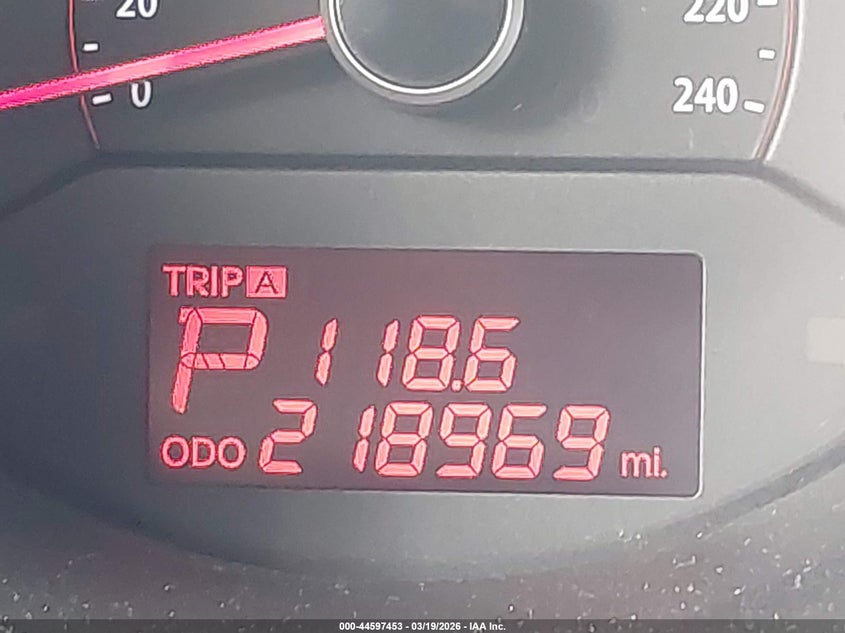 20
220
0
240
TRIP A
P 118.6
ODO 218969 mi.
000-44597453 - 03/19/2026 - IAA Inc.